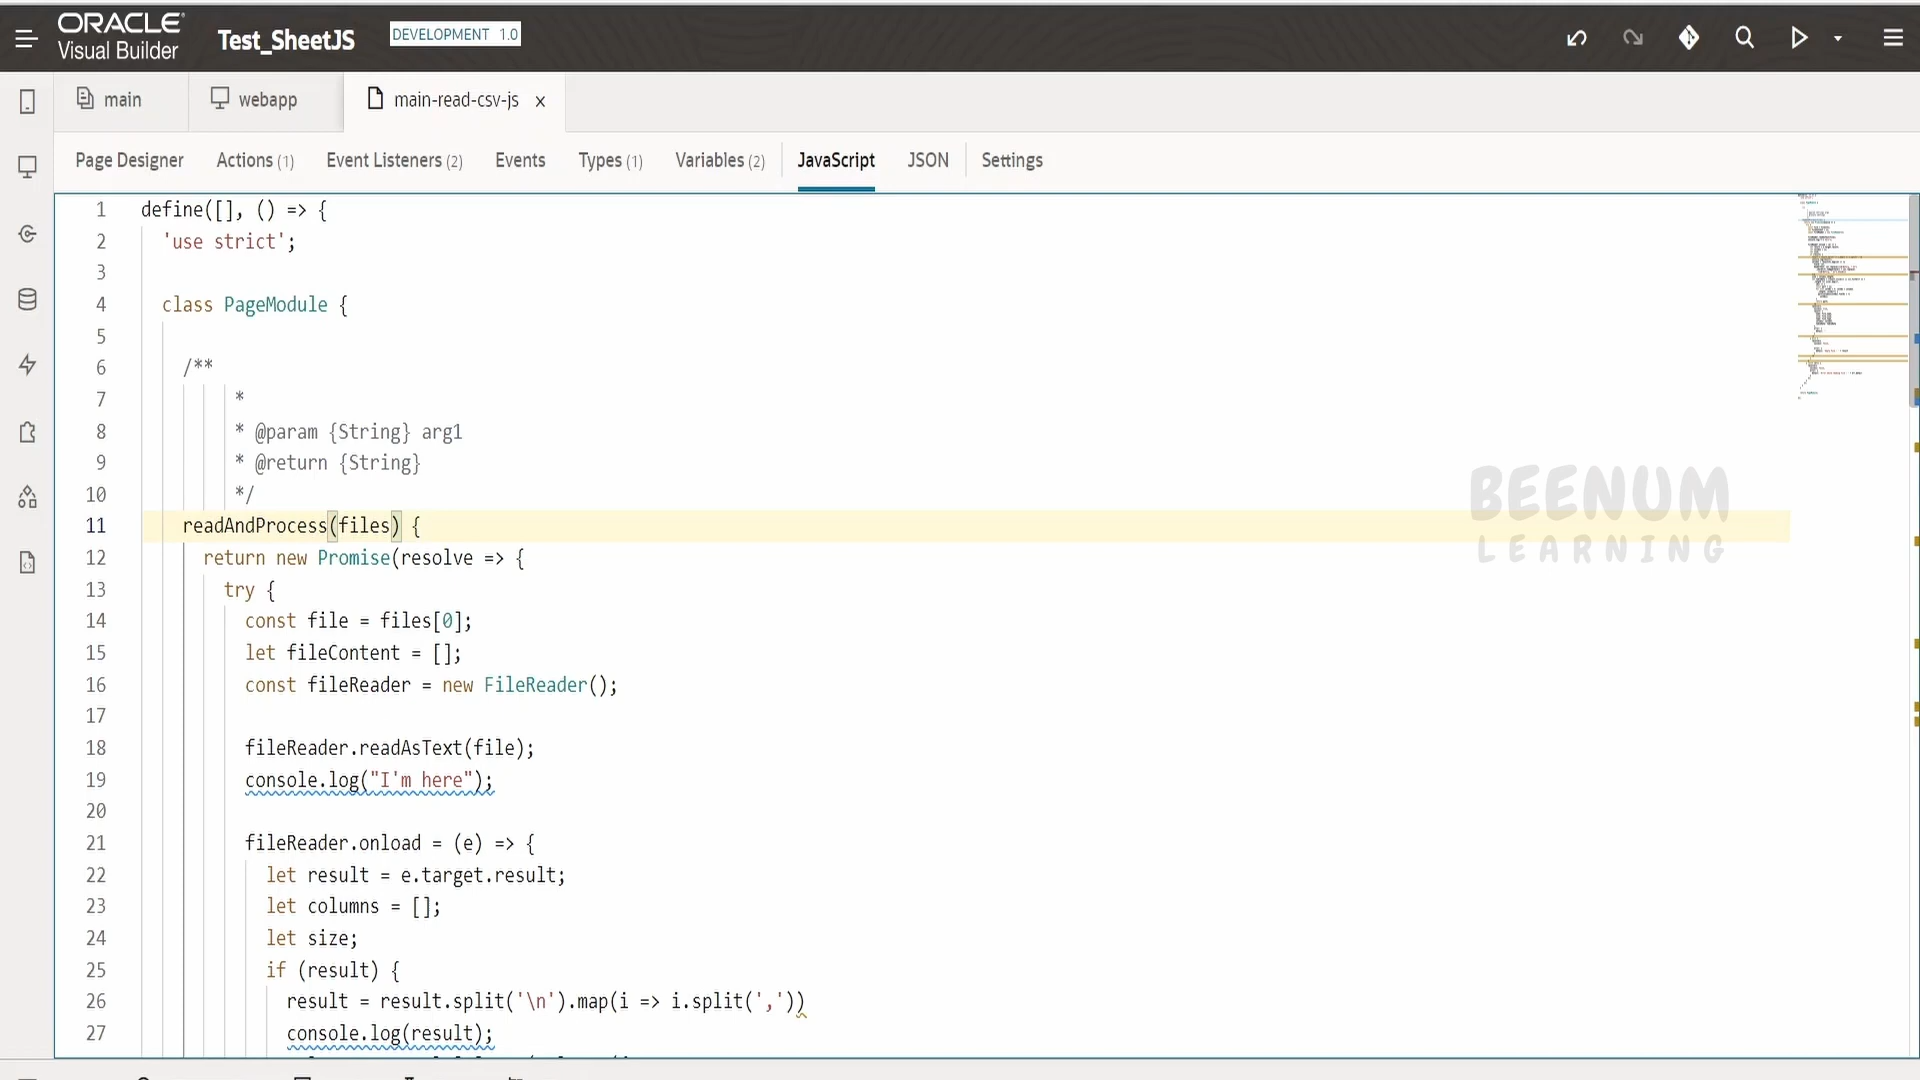 ORACLE
Visual Builder
Test_SheetJS
DEVELOPMENT 1.0
main
webapp
main-read-csv-js
Page Designer
Actions (1)
Event Listeners (2)
Events
Types (1)
Variables (2)
JavaScript
JSON
Settings
1 define([], () => {
2 'use strict';
3
4 class PageModule {
5
6 /**
7 *
8 * @param {String} arg1
9 * @return {String}
10 */
11 readAndProcess(files) {
12 return new Promise(resolve => {
13 try {
14 const file = files[0];
15 let fileContent = [];
16 const fileReader = new FileReader();
17
18 fileReader.readAsText(file);
19 console.log("I'm here");
20
21 fileReader.onload = (e) => {
22 let result = e.target.result;
23 let columns = [];
24 let size;
25 if (result) {
26 result = result.split('\n').map(i => i.split(','))
27 console.log(result);
BEENUM
LEARNING